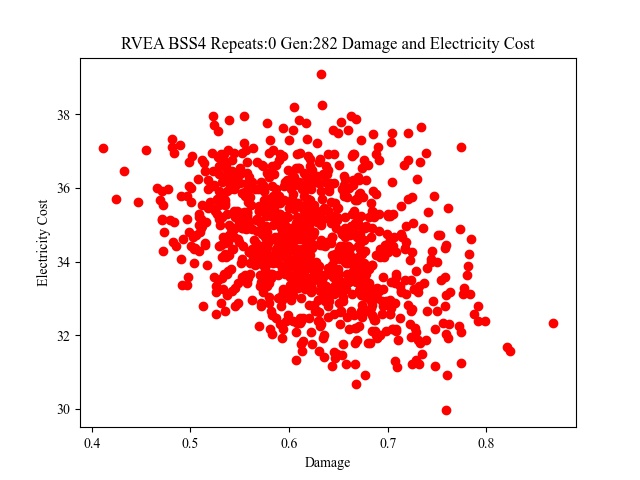 RVEA BSS4 Repeats:0 Gen:282 Damage and Electricity Cost
38
36
34
32
30
Electricity Cost
0.4 0.5 0.6 0.7 0.8
Damage